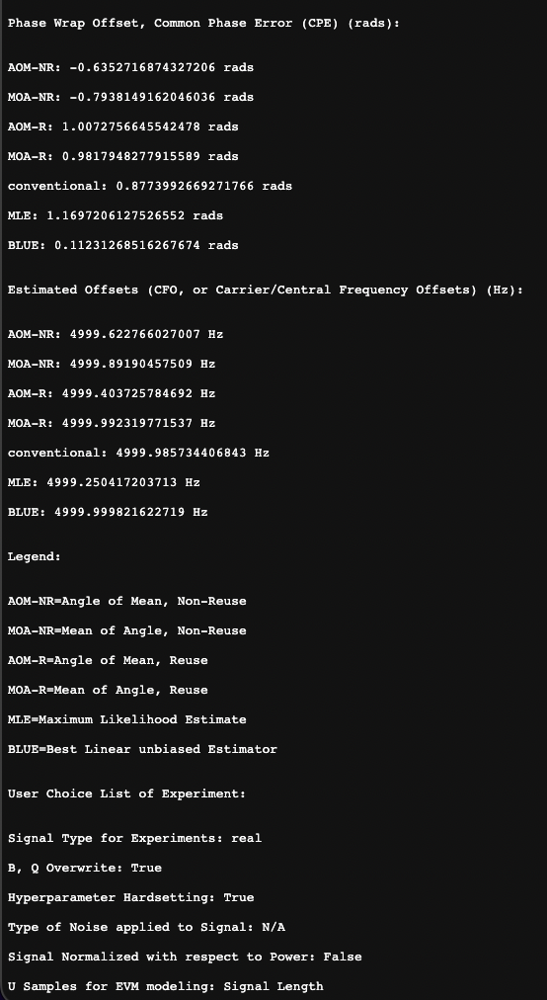 Phase Wrap Offset, Common Phase Error (CPE) (rads):
AOM-NR: -0.6352716874327206 rads
MOA-NR: -0.7938149162046036 rads
AOM-R: 1.0072756645542478 rads
MOA-R: 0.9817948277915589 rads
conventional: 0.8773992669271766 rads
MLE: 1.1697206127526552 rads
BLUE: 0.11231268516267674 rads
Estimated Offsets (CFO, or Carrier/Central Frequency Offsets) (Hz):
AOM-NR: 4999.622766027007 Hz
MOA-NR: 4999.89190457509 Hz
AOM-R: 4999.403725784692 Hz
MOA-R: 4999.992319771537 Hz
conventional: 4999.985734406843 Hz
MLE: 4999.250417203713 Hz
BLUE: 4999.999821622719 Hz
Legend:
AOM-NR=Angle of Mean, Non-Reuse
MOA-NR=Mean of Angle, Non-Reuse
AOM-R=Angle of Mean, Reuse
MOA-R=Mean of Angle, Reuse
MLE=Maximum Likelihood Estimate
BLUE=Best Linear unbiased Estimator
User Choice List of Experiment:
Signal Type for Experiments: real
B, Q Overwrite: True
Hyperparameter Hardsetting: True
Type of Noise applied to Signal: N/A
Signal Normalized with respect to Power: False
U Samples for EVM modeling: Signal Length